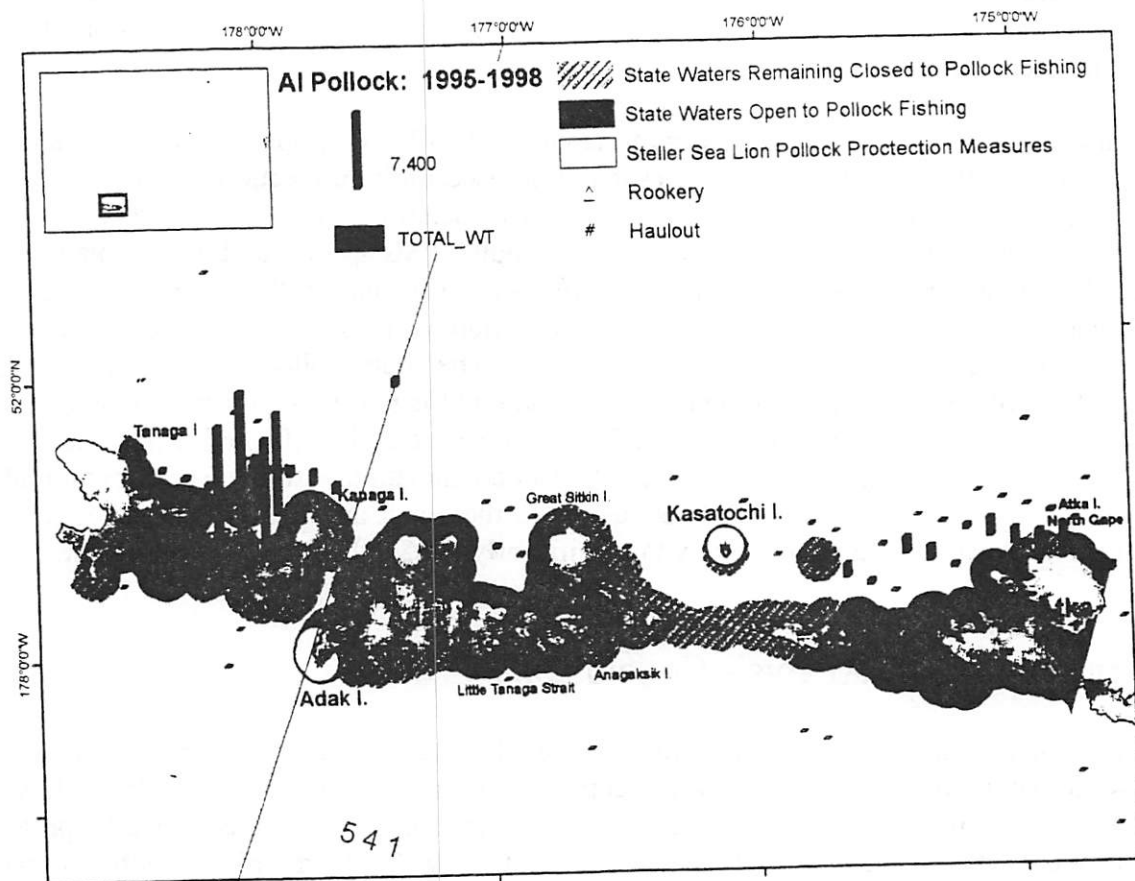 178°0'0"W
177°0'0"W
176°0'0"W
175°0'0"W
AI Pollock: 1995-1998
7,400
TOTAL_WT
State Waters Remaining Closed to Pollock Fishing
State Waters Open to Pollock Fishing
Steller Sea Lion Pollock Proctection Measures
^ Rookery
# Haulout
52°0'0"N
Tanaga I
Kanaga I.
Great Sitkin I.
Kasatochi I.
Atka I.
North Cape
178°0'0"W
Adak I.
Little Tanaga Strait
Anagaksik I.
541